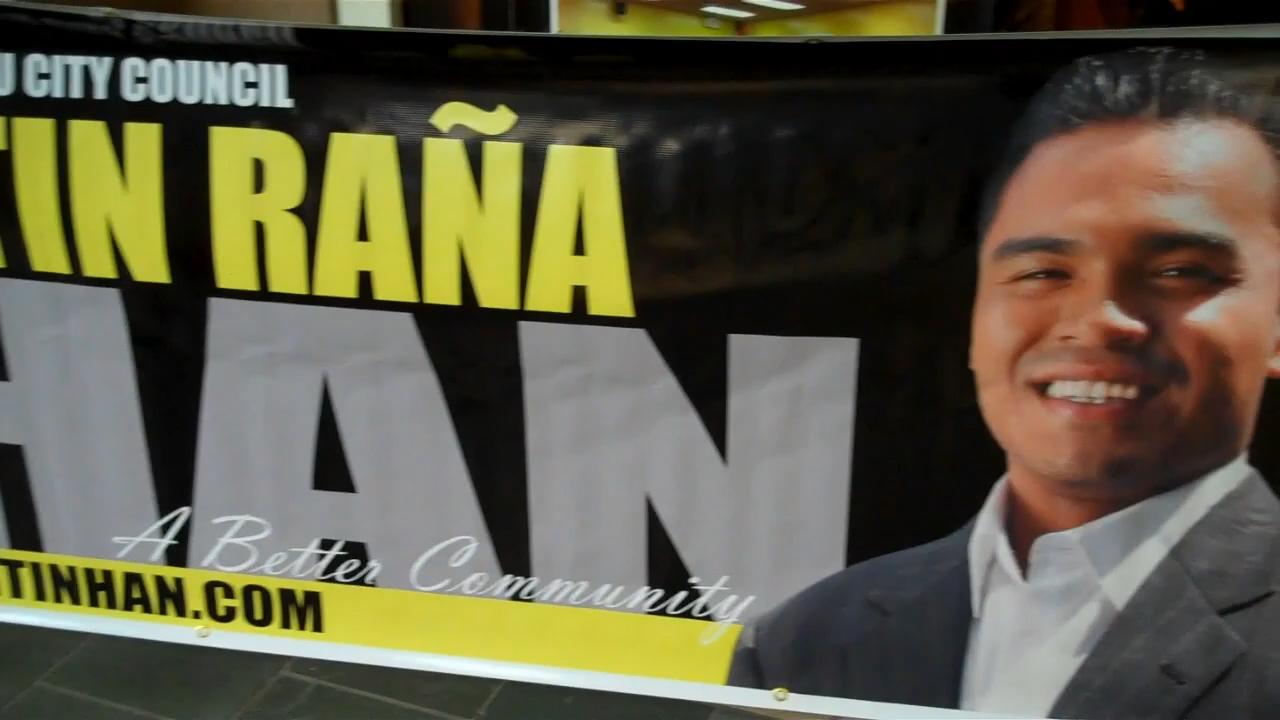 U CITY COUNCIL
TIN RAÑA
HAN
A Better Community
TINHAN.COM